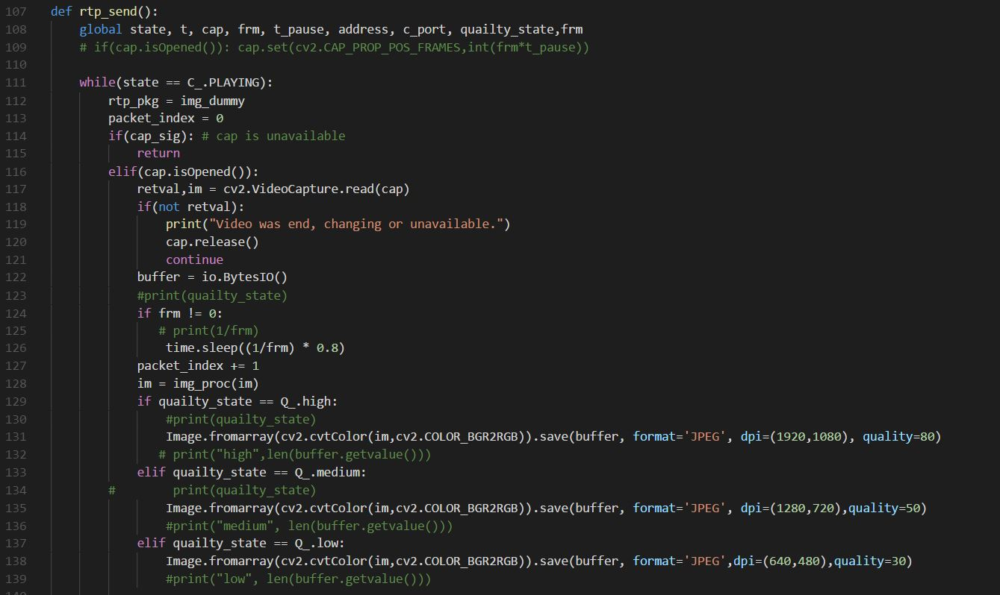 107 def rtp_send():
108     global state, t, cap, frm, t_pause, address, c_port, quailty_state,frm
109     # if(cap.isOpened()): cap.set(cv2.CAP_PROP_POS_FRAMES,int(frm*t_pause))
110
111     while(state == C_.PLAYING):
112         rtp_pkg = img_dummy
113         packet_index = 0
114         if(cap_sig): # cap is unavailable
115             return
116         elif(cap.isOpened()):
117             retval,im = cv2.VideoCapture.read(cap)
118             if(not retval):
119                 print("Video was end, changing or unavailable.")
120                 cap.release()
121                 continue
122             buffer = io.BytesIO()
123             #print(quailty_state)
124             if frm != 0:
125                # print(1/frm)
126                 time.sleep((1/frm) * 0.8)
127             packet_index += 1
128             im = img_proc(im)
129             if quailty_state == Q_.high:
130                 #print(quailty_state)
131                 Image.fromarray(cv2.cvtColor(im,cv2.COLOR_BGR2RGB)).save(buffer, format='JPEG', dpi=(1920,1080), quality=80)
132                # print("high",len(buffer.getvalue()))
133             elif quailty_state == Q_.medium:
134         #        print(quailty_state)
135                 Image.fromarray(cv2.cvtColor(im,cv2.COLOR_BGR2RGB)).save(buffer, format='JPEG', dpi=(1280,720),quality=50)
136                 #print("medium", len(buffer.getvalue()))
137             elif quailty_state == Q_.low:
138                 Image.fromarray(cv2.cvtColor(im,cv2.COLOR_BGR2RGB)).save(buffer, format='JPEG',dpi=(640,480),quality=30)
139                 #print("low", len(buffer.getvalue()))